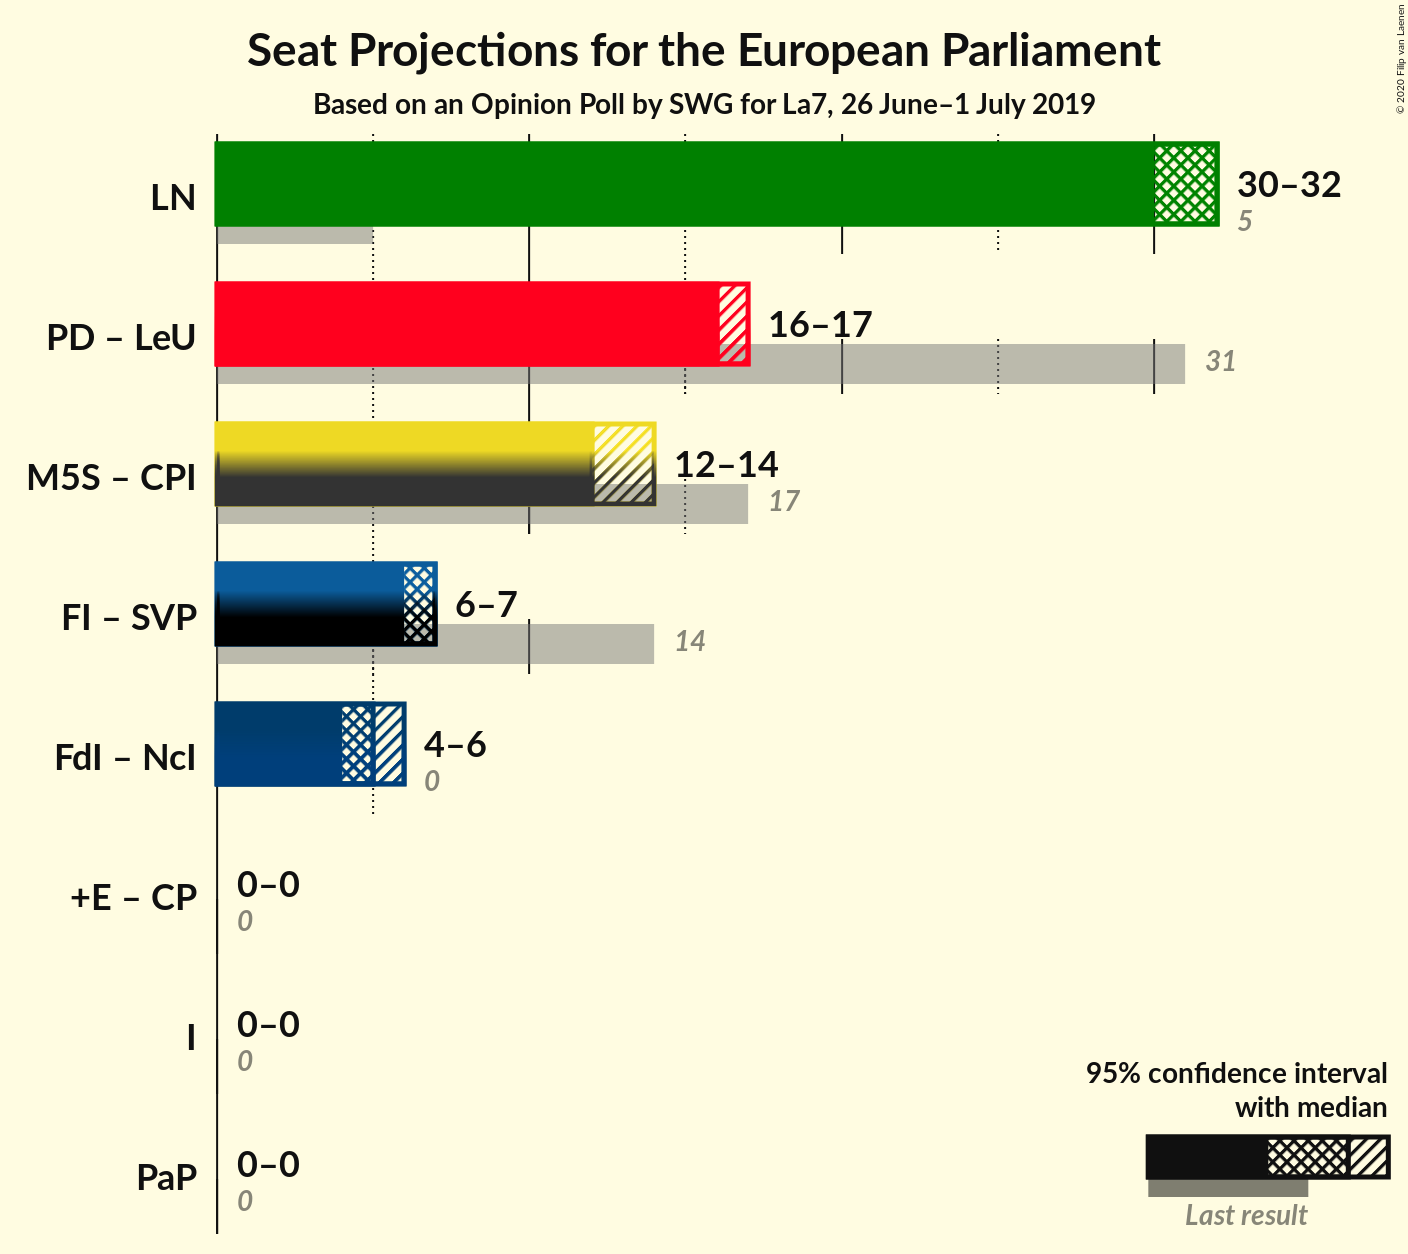 Seat Projections for the European Parliament
Based on an Opinion Poll by SWG for La7, 26 June–1 July 2019
© 2020 Filip van Laenen
LN
30–32
5
PD – LeU
16–17
31
M5S – CPI
12–14
17
FI – SVP
6–7
14
FdI – NcI
4–6
0
+E – CP
0–0
0
I
0–0
0
PaP
0–0
0
95% confidence interval
with median
Last result